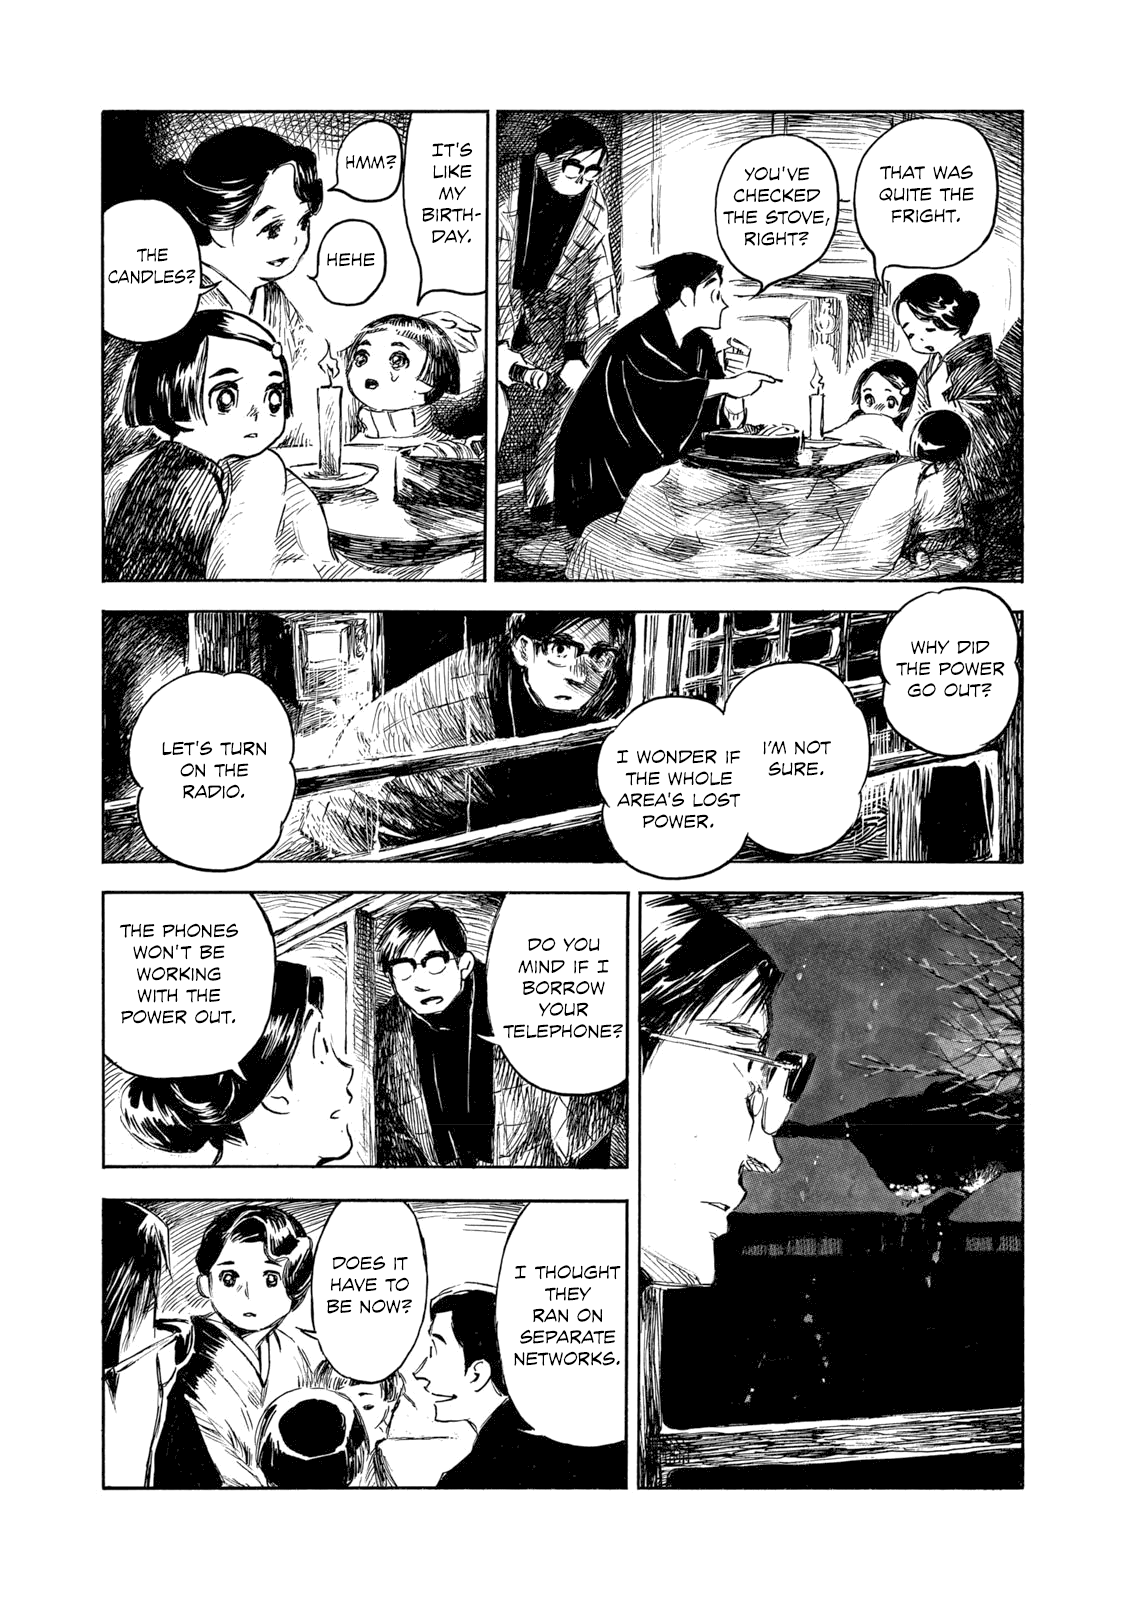 THAT WAS
QUITE THE
FRIGHT.
YOU'VE
CHECKED
THE STOVE,
RIGHT?
IT'S
LIKE
MY
BIRTH-
DAY.
HMM?
HEHE
THE
CANDLES?
WHY DID
THE POWER
GO OUT?
I'M NOT
SURE.
I WONDER IF
THE WHOLE
AREA'S LOST
POWER.
LET'S TURN
ON THE
RADIO.
DO YOU
MIND IF I
BORROW
YOUR
TELEPHONE?
THE PHONES
WON'T BE
WORKING
WITH THE
POWER OUT.
I THOUGHT
THEY
RAN ON
SEPARATE
NETWORKS.
DOES IT
HAVE TO
BE NOW?